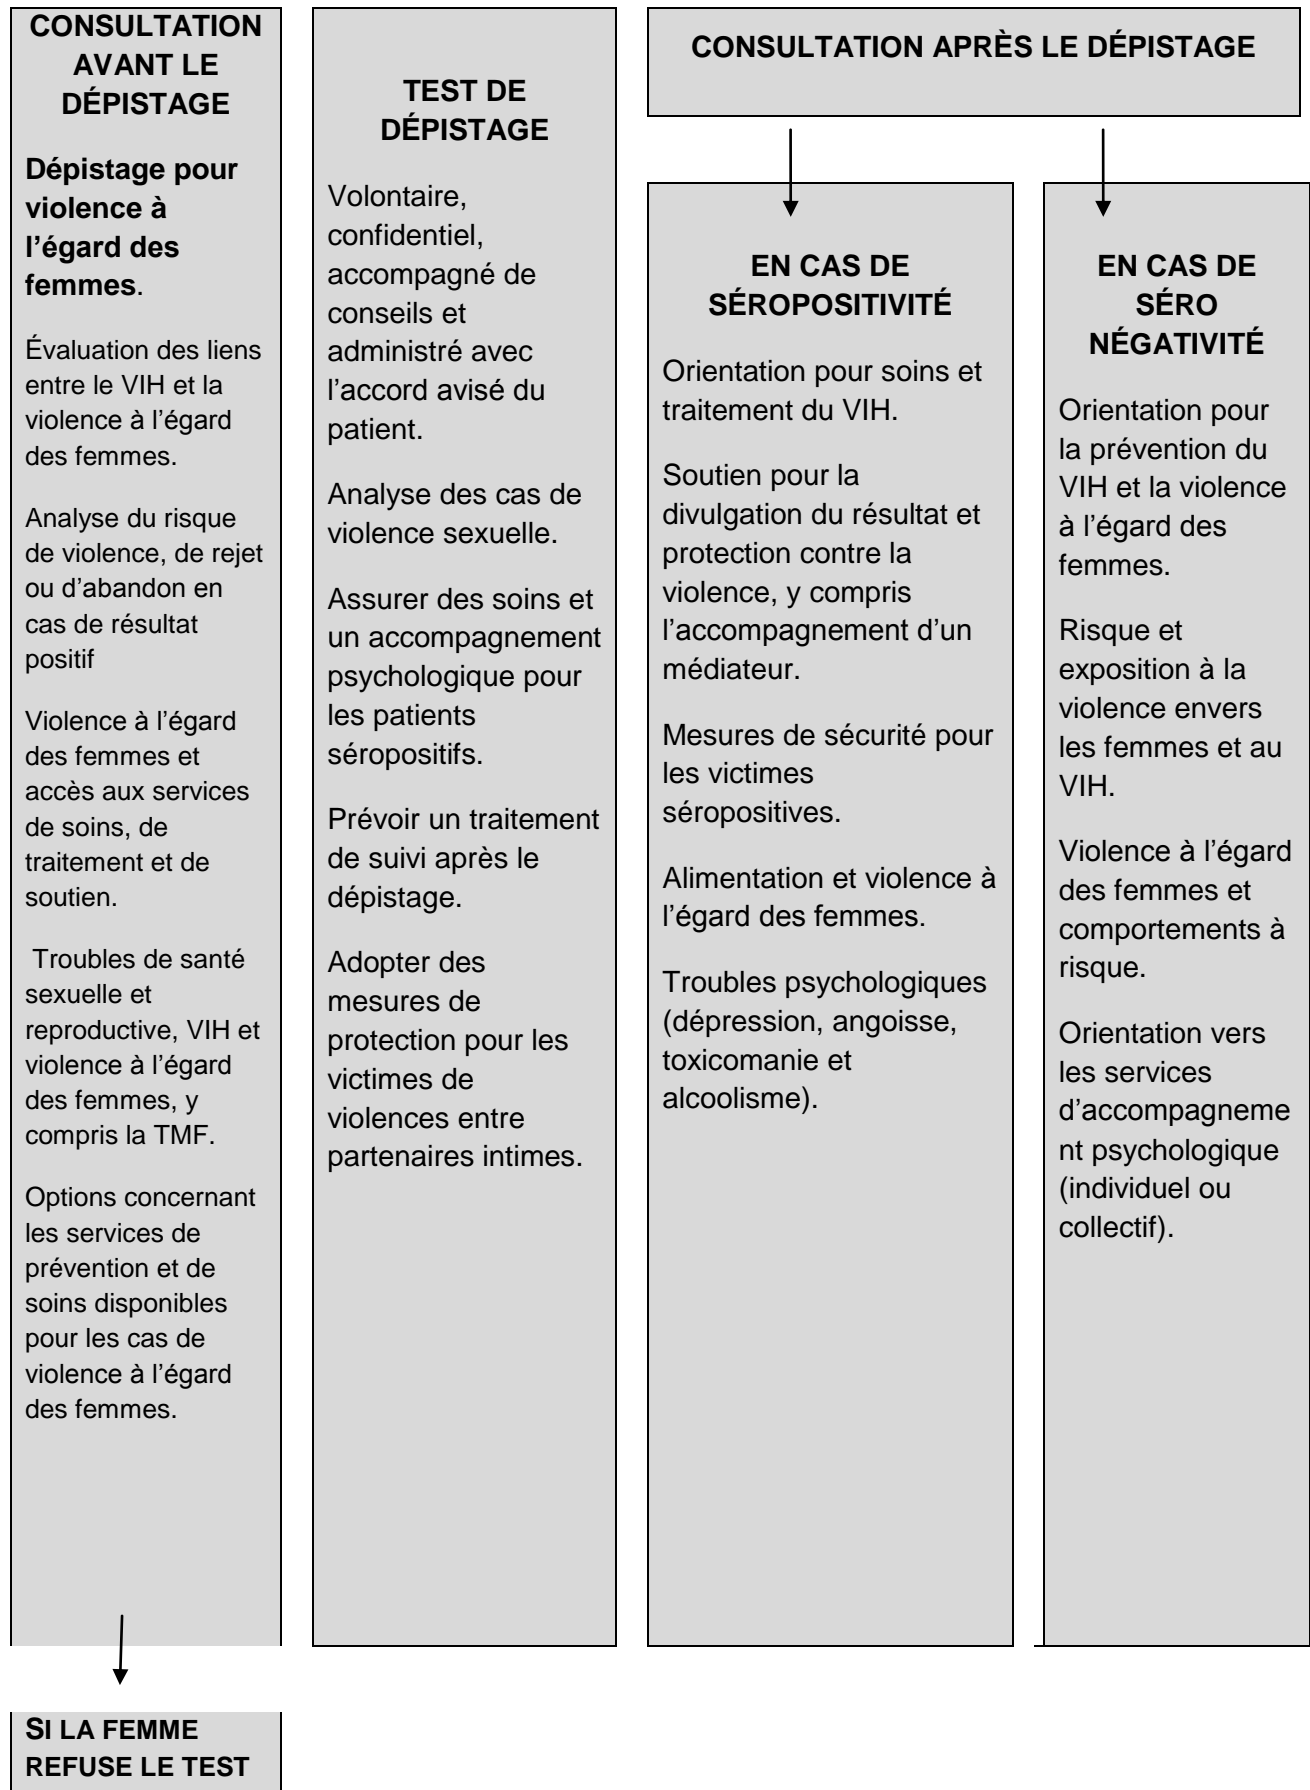 CONSULTATION
AVANT LE
DÉPISTAGE
Dépistage pour
violence à
l’égard des
femmes.
Évaluation des liens
entre le VIH et la
violence à l’égard
des femmes.
Analyse du risque
de violence, de rejet
ou d’abandon en
cas de résultat
positif
Violence à l’égard
des femmes et
accès aux services
de soins, de
traitement et de
soutien.
Troubles de santé
sexuelle et
reproductive, VIH et
violence à l’égard
des femmes, y
compris la TMF.
Options concernant
les services de
prévention et de
soins disponibles
pour les cas de
violence à l’égard
des femmes.
SI LA FEMME
REFUSE LE TEST
TEST DE
DÉPISTAGE
Volontaire,
confidentiel,
accompagné de
conseils et
administré avec
l’accord avisé du
patient.
Analyse des cas de
violence sexuelle.
Assurer des soins et
un accompagnement
psychologique pour
les patients
séropositifs.
Prévoir un traitement
de suivi après le
dépistage.
Adopter des
mesures de
protection pour les
victimes de
violences entre
partenaires intimes.
CONSULTATION APRÈS LE DÉPISTAGE
EN CAS DE
SÉROPOSITIVITÉ
Orientation pour soins et
traitement du VIH.
Soutien pour la
divulgation du résultat et
protection contre la
violence, y compris
l’accompagnement d’un
médiateur.
Mesures de sécurité pour
les victimes
séropositives.
Alimentation et violence à
l’égard des femmes.
Troubles psychologiques
(dépression, angoisse,
toxicomanie et
alcoolisme).
EN CAS DE
SÉRO
NÉGATIVITÉ
Orientation pour
la prévention du
VIH et la violence
à l’égard des
femmes.
Risque et
exposition à la
violence envers
les femmes et au
VIH.
Violence à l’égard
des femmes et
comportements à
risque.
Orientation vers
les services
d’accompagneme
nt psychologique
(individuel ou
collectif).